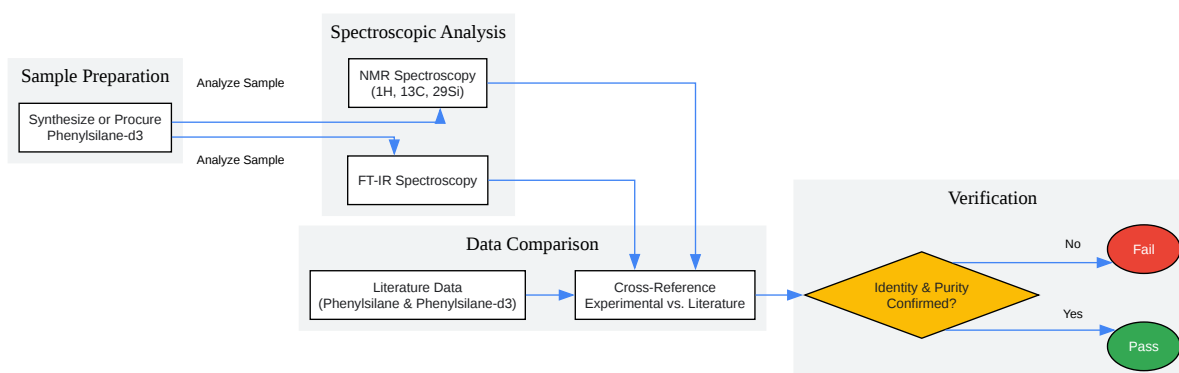 Sample Preparation
Synthesize or Procure
Phenylsilane-d3
Analyze Sample
Analyze Sample
Spectroscopic Analysis
NMR Spectroscopy
(1H, 13C, 29Si)
FT-IR Spectroscopy
Data Comparison
Literature Data
(Phenylsilane & Phenylsilane-d3)
Cross-Reference
Experimental vs. Literature
Verification
Identity & Purity
Confirmed?
No
Fail
Yes
Pass